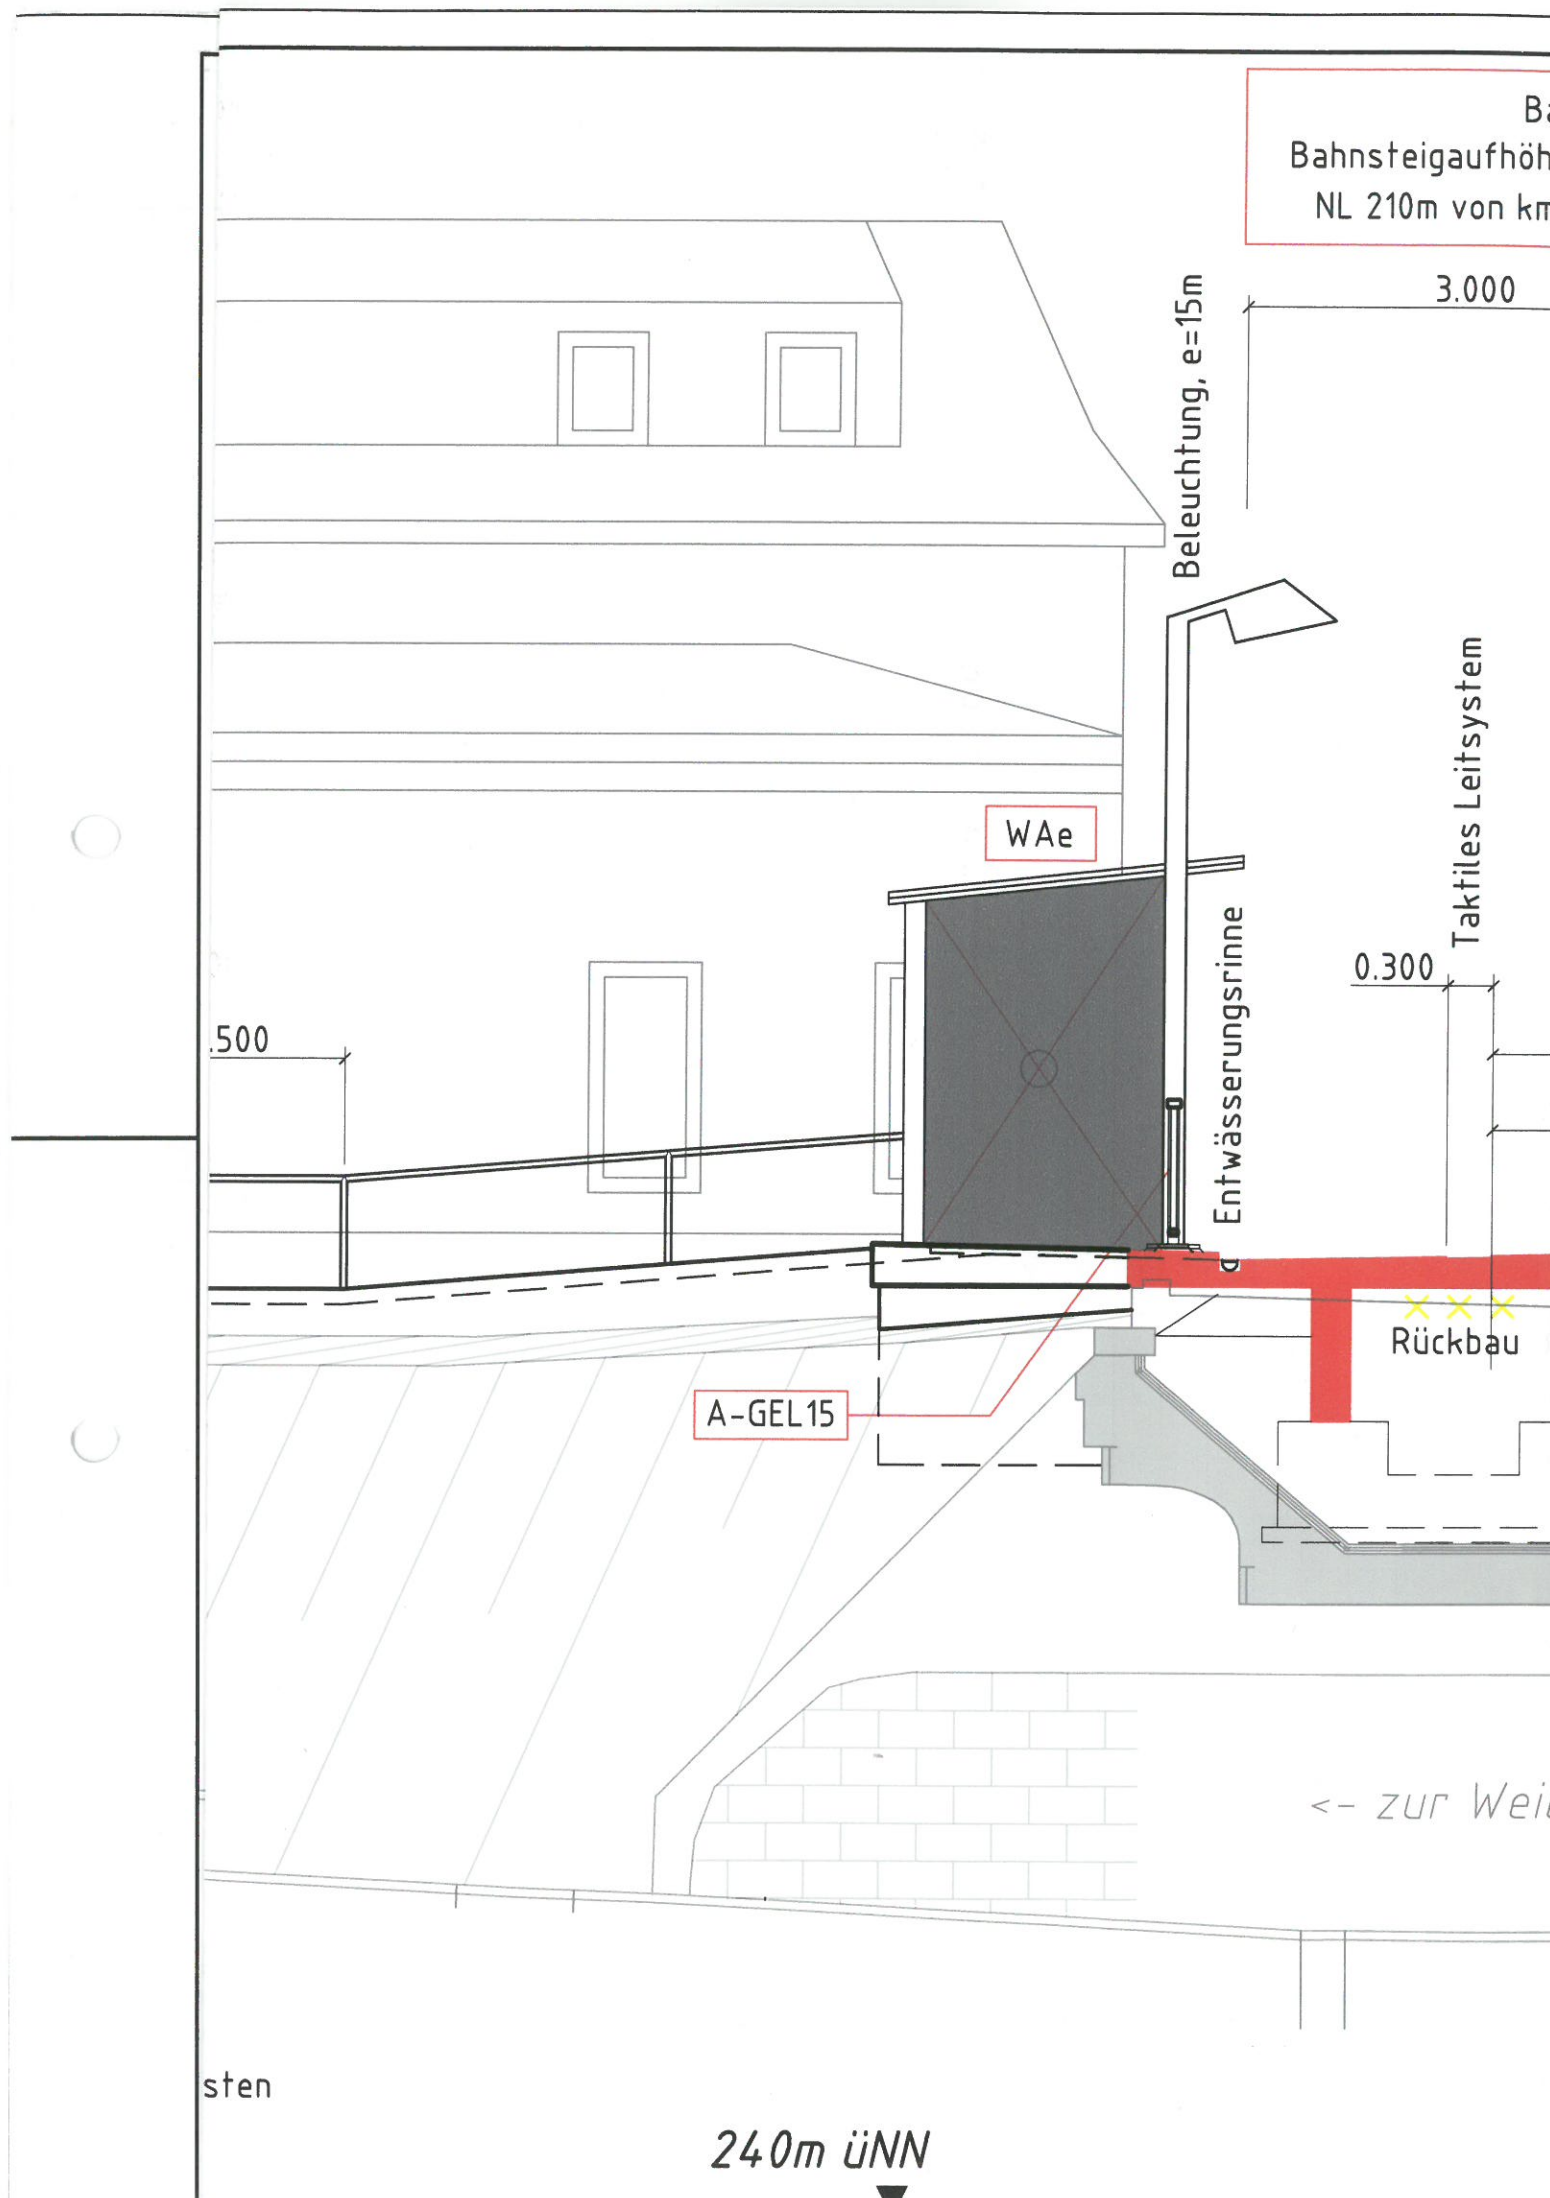 Ba
Bahnsteigaufhöh
NL 210m von km
3.000
Beleuchtung, e=15m
Taktiles Leitsystem
WAe
Entwässerungsrinne
0.300
.500
Rückbau
A-GEL15
<- zur Wei
sten
240m üNN